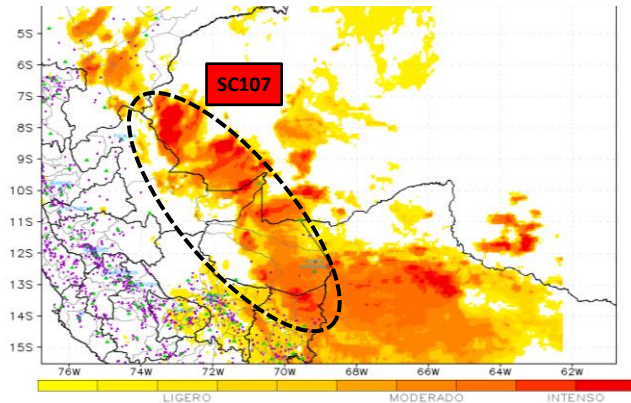 5S
6S
SC107
7S
8S
9S
10S
11S
12S
13S
14S
15S
76W 74W 72W 70W 68W 66W 64W 62W
LIGERO MODERADO INTENSO